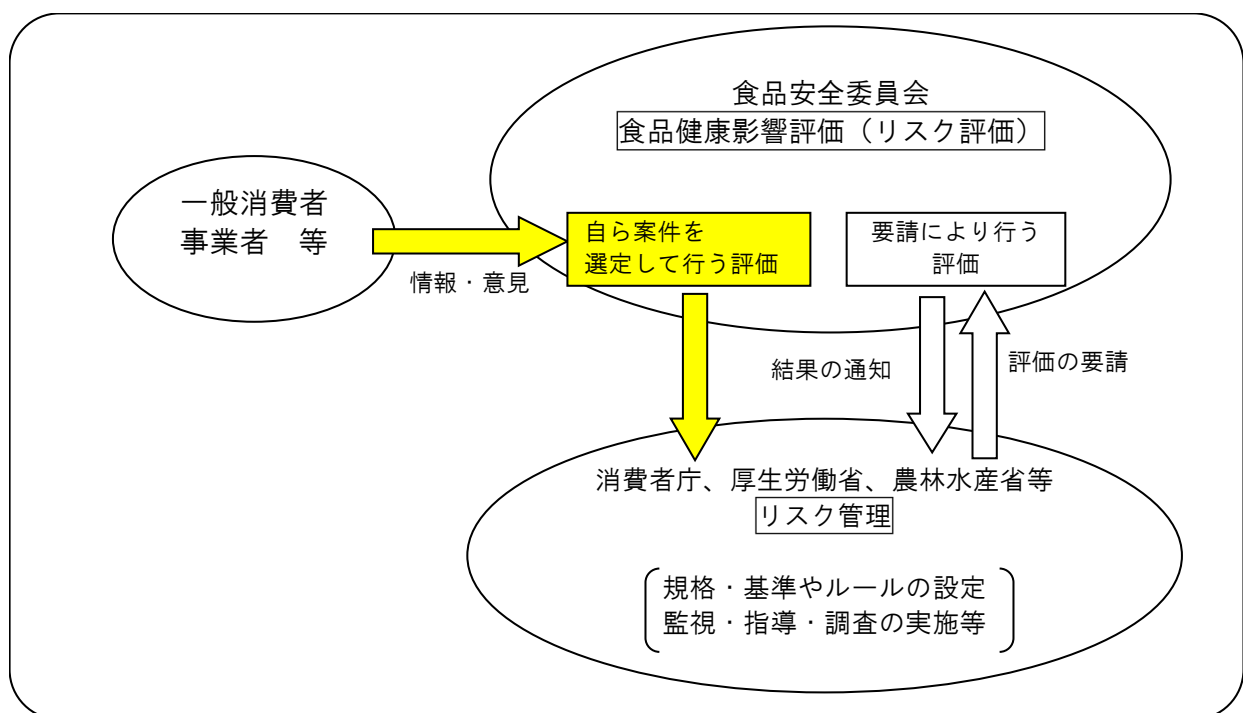 食品安全委員会
食品健康影響評価（リスク評価）
一般消費者
事業者　等
情報・意見
自ら案件を
選定して行う評価
要請により行う
評価
結果の通知
評価の要請
消費者庁、厚生労働省、農林水産省等
リスク管理
規格・基準やルールの設定
監視・指導・調査の実施等